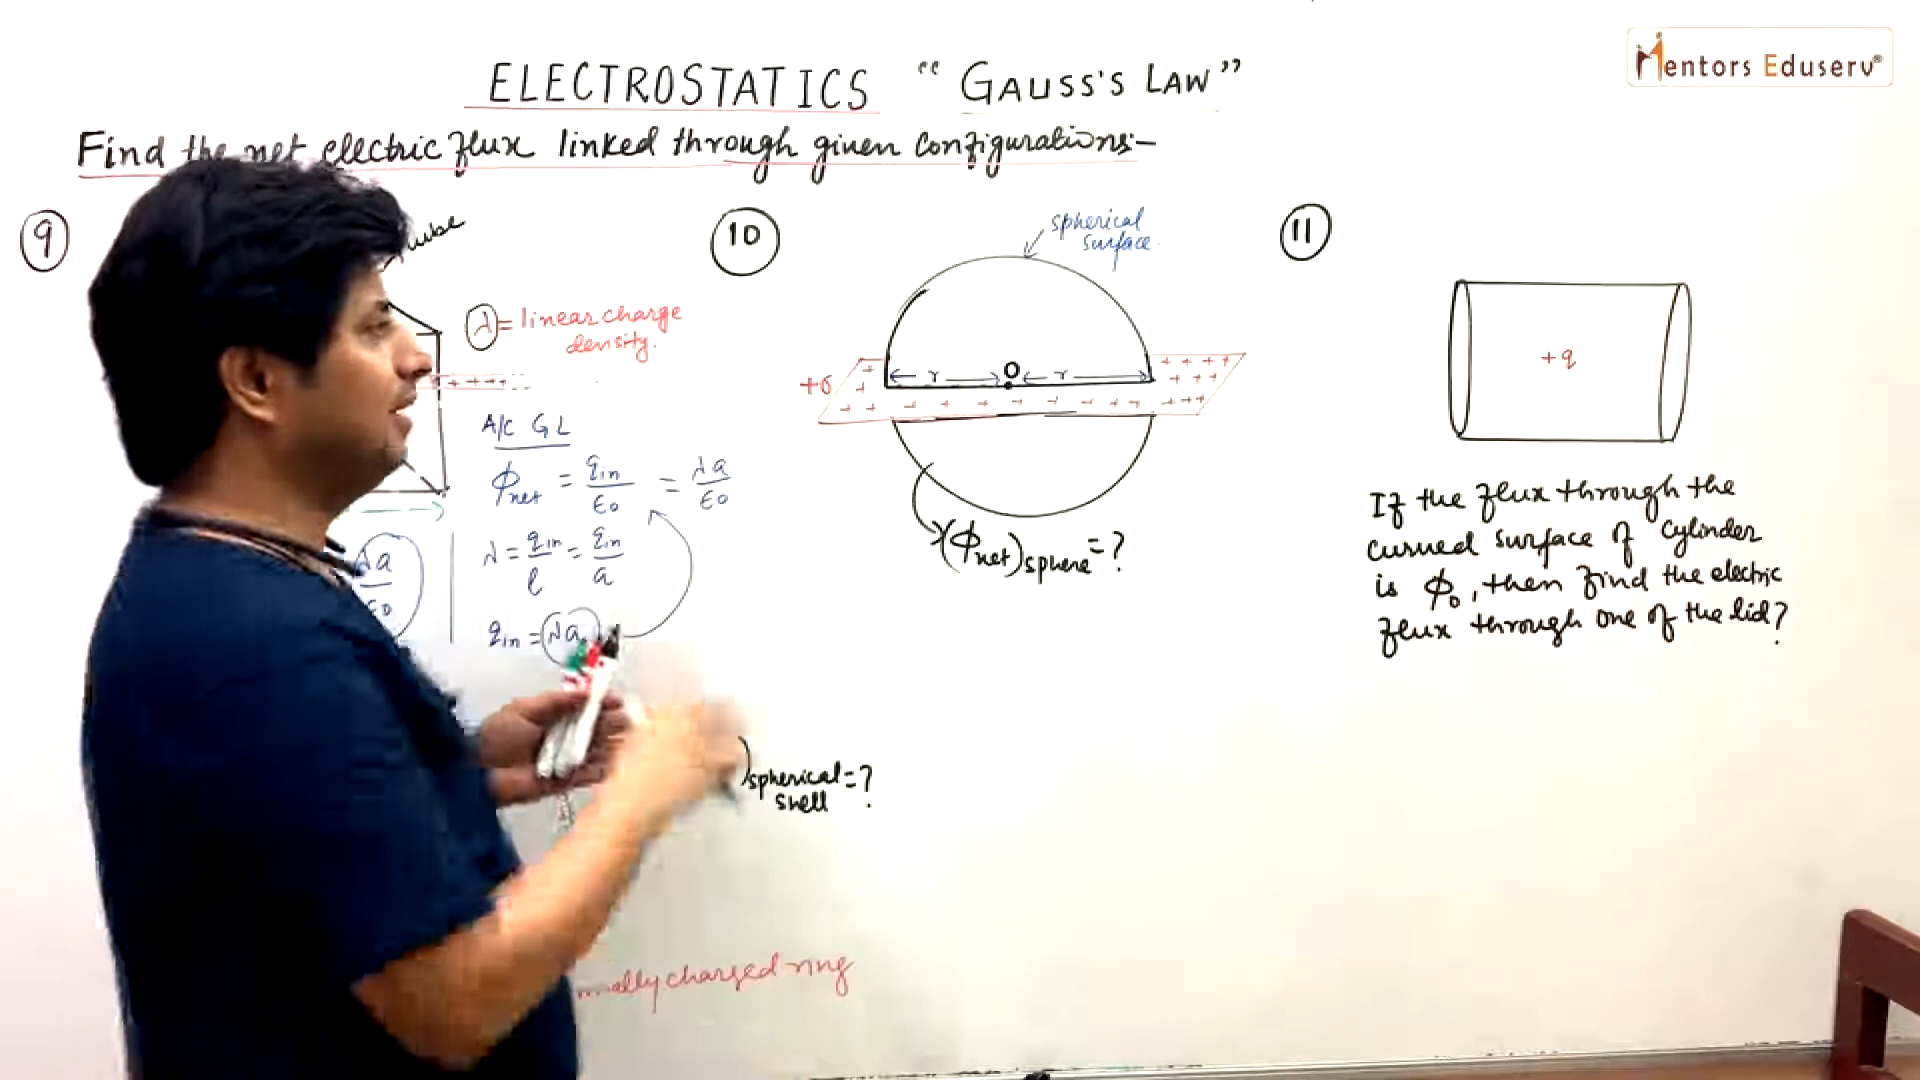 Mentors Eduserv®
ELECTROSTATICS "GAUSS'S LAW"
Find the net electric flux linked through given configurations:-
9
λ = linear charge
density.
+ + + +
A/C GL
Φnet = qin/ε0 = λa/ε0
λ = qin/l = qin/a
qin = λa
λa/ε0
spherical = ?
shell
charged ring
10
spherical
surface
+σ
r O r
(Φnet)sphere = ?
11
+q
If the flux through the
curved surface of cylinder
is Φ0, then find the electric
flux through one of the lid?